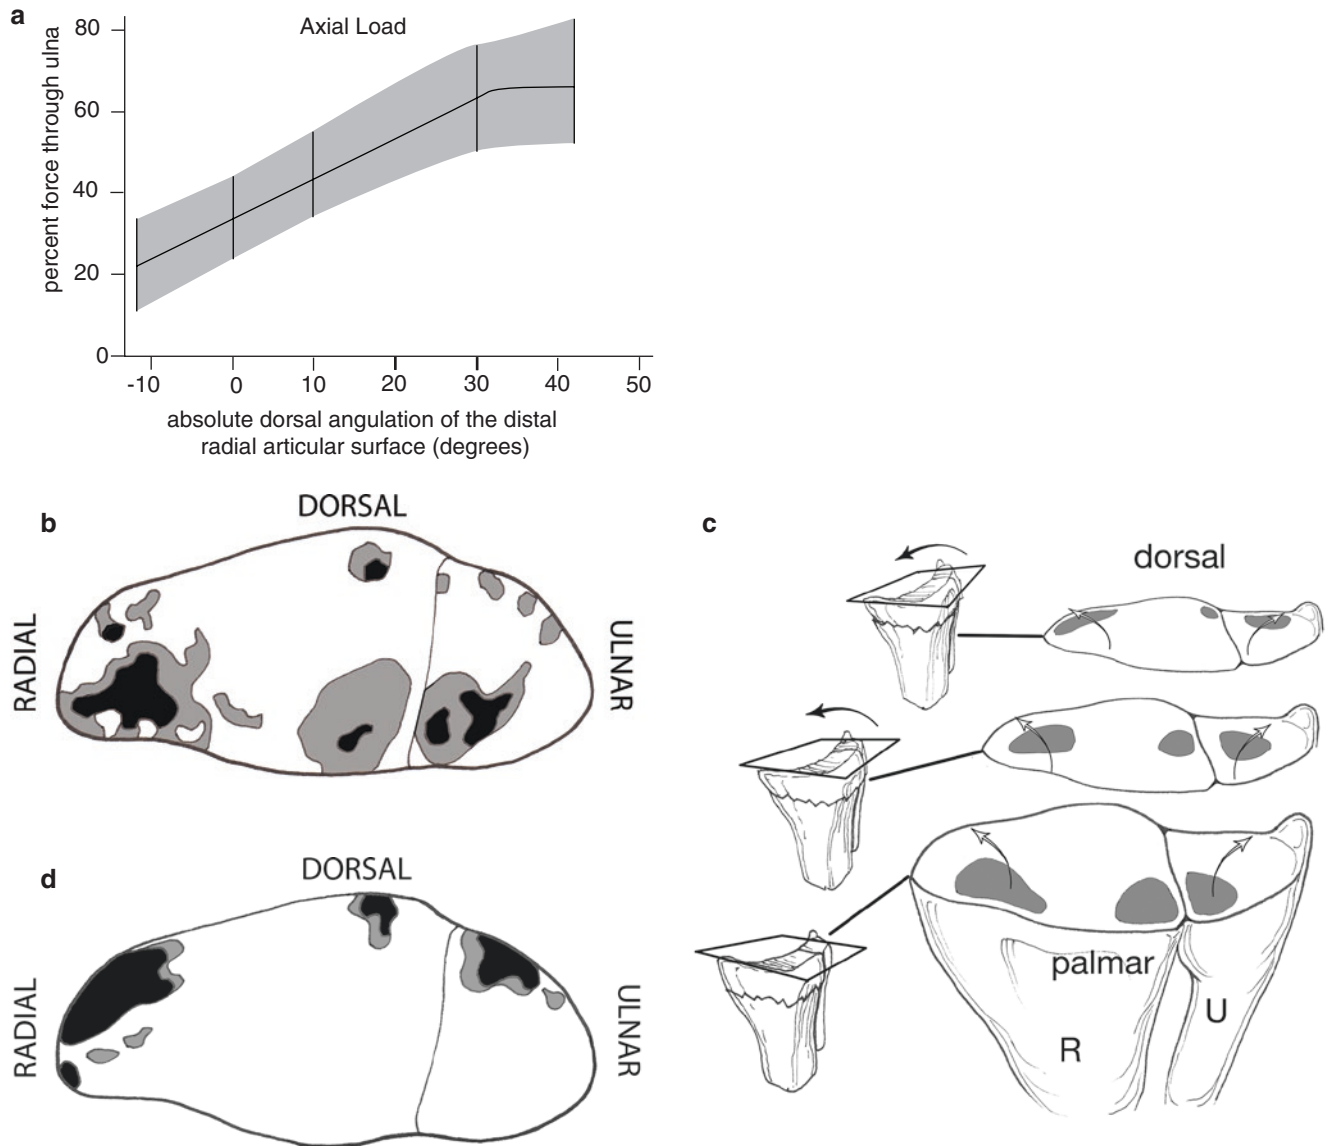 a
Axial Load
percent force through ulna
80
60
40
20
0
-10 0 10 20 30 40 50
absolute dorsal angulation of the distal
radial articular surface (degrees)
b
DORSAL
RADIAL
ULNAR
c
dorsal
palmar
R
U
d
DORSAL
RADIAL
ULNAR